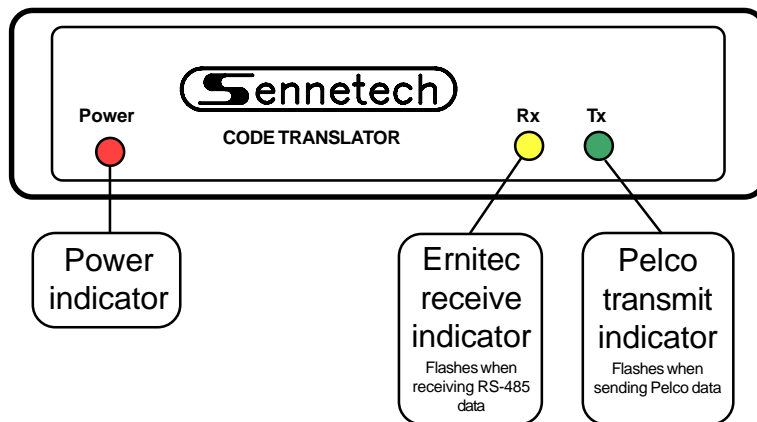 Sennetech
Power
CODE TRANSLATOR
Rx
Tx
Power
indicator
Ernitec
receive
indicator
Flashes when
receiving RS-485
data
Pelco
transmit
indicator
Flashes when
sending Pelco data